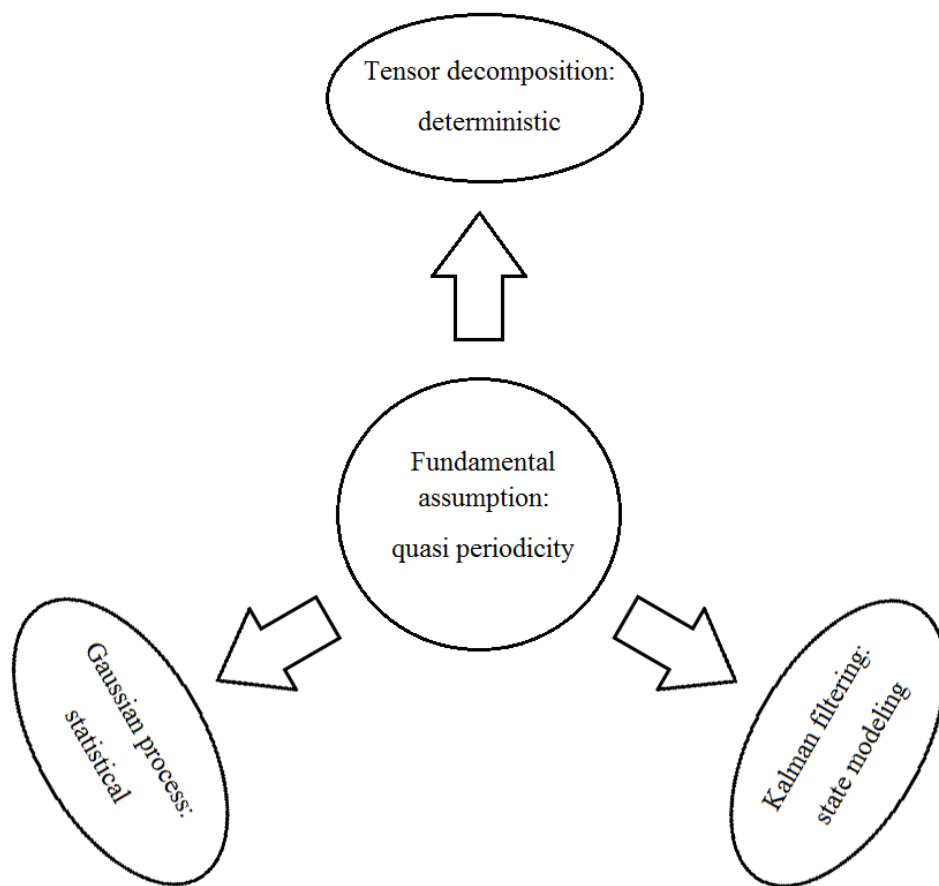 Tensor decomposition:
deterministic
Fundamental
assumption:
quasi periodicity
Gaussian process:
statistical
Kalman filtering:
state modeling